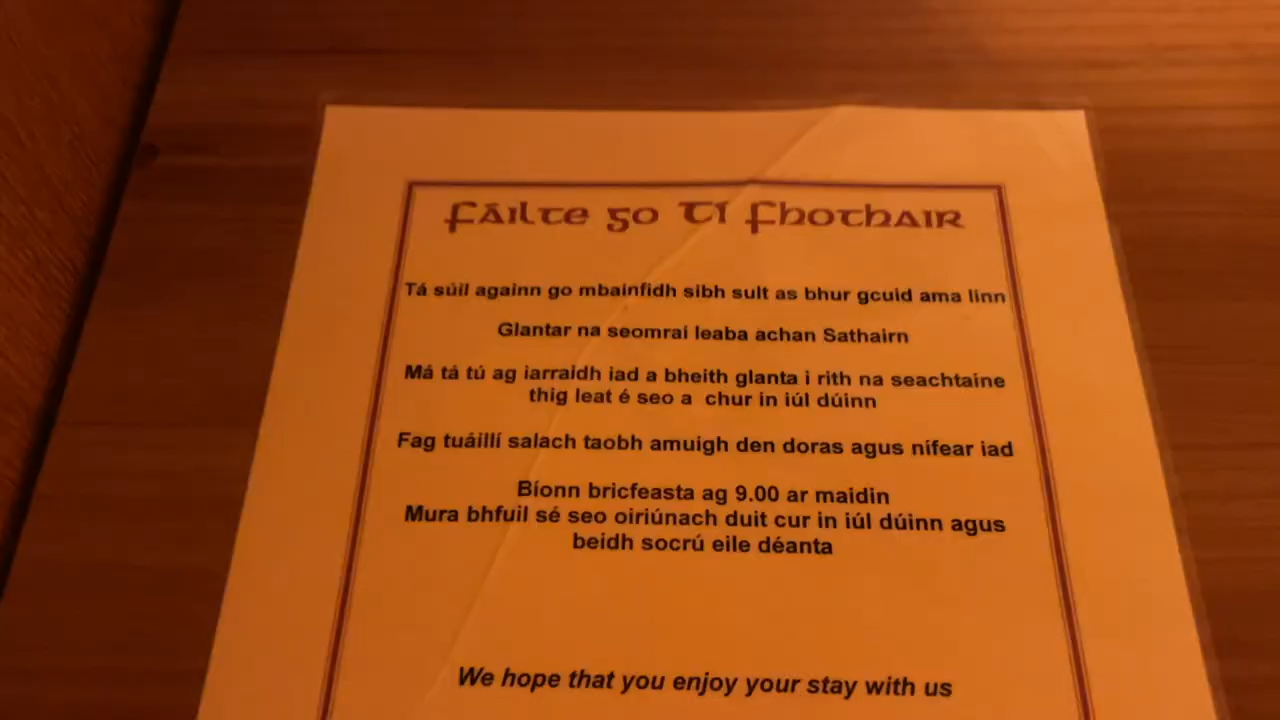 Fáilte go Tí Fhothair
Tá súil againn go mbainfidh sibh sult as bhur gcuid ama linn
Glantar na seomrai leaba achan Sathairn
Má tá tú ag iarraidh iad a bheith glanta i rith na seachtaine
thig leat é seo a chur in iúl dúinn
Fag tuáillí salach taobh amuigh den doras agus nífear iad
Bíonn bricfeasta ag 9.00 ar maidin
Mura bhfuil sé seo oiriúnach duit cur in iúl dúinn agus
beidh socrú eile déanta
We hope that you enjoy your stay with us